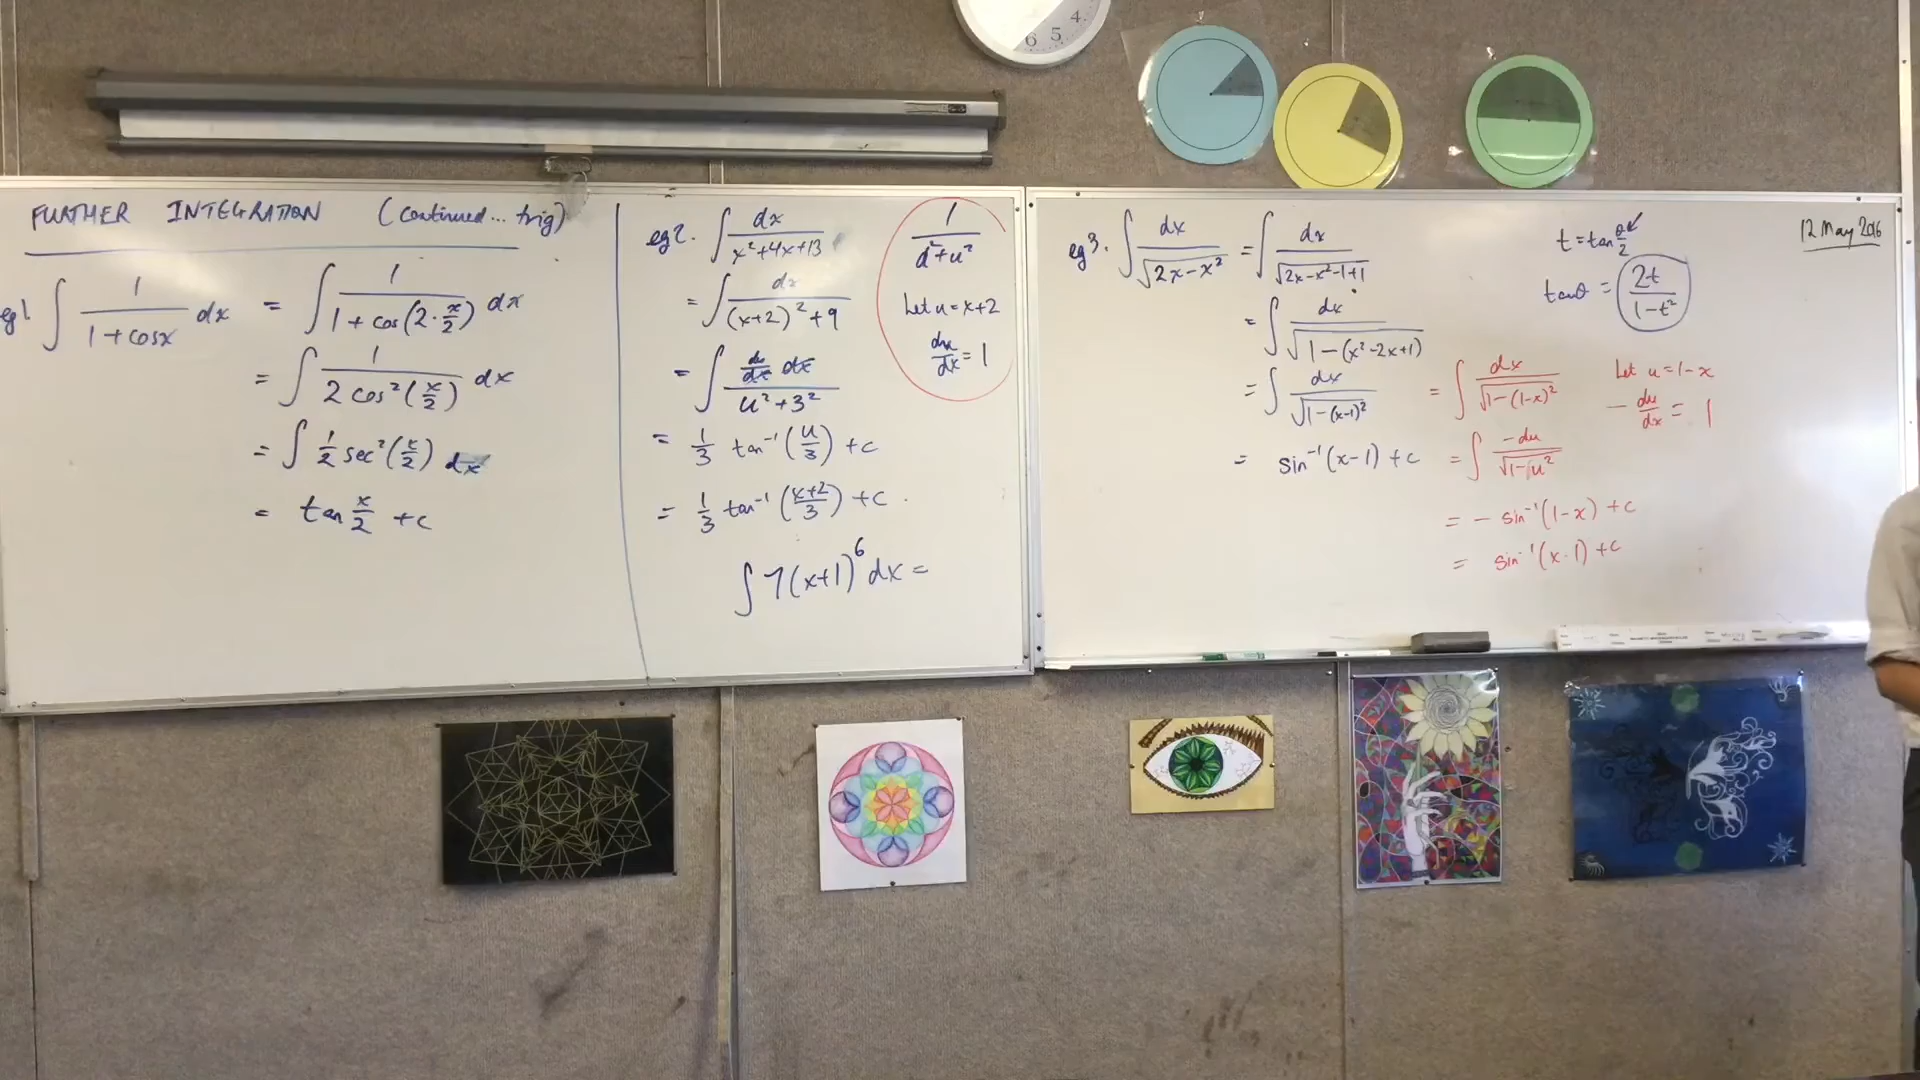 FURTHER INTEGRATION (continued... trig)
eg1. ∫ 1/(1+cosx) dx = ∫ 1/(1+cos(2·x/2)) dx
= ∫ 1/(2cos²(x/2)) dx
= ∫ ½ sec²(x/2) dx
= tan x/2 + c
eg2. ∫ dx/(x²+4x+13)
= ∫ dx/((x+2)²+9)
= ∫ (du/dx dx)/(u²+3²)
= 1/3 tan⁻¹(u/3) + c
= 1/3 tan⁻¹((x+2)/3) + c
∫ 7(x+1)⁶ dx =
1/(a²+u²)
Let u = x+2
du/dx = 1
eg3. ∫ dx/√(2x−x²) = ∫ dx/√(2x−x²−1+1)
= ∫ dx/√(1−(x²−2x+1))
= ∫ dx/√(1−(x−1)²) = ∫ dx/√(1−(1−x)²)
= sin⁻¹(x−1) + c = ∫ −du/√(1−u²)
= −sin⁻¹(1−x) + c
= sin⁻¹(x−1) + c
Let u = 1−x
−du/dx = 1
t = tan θ/2
tanθ = 2t/(1−t²)
12 May 2016
4
5
6